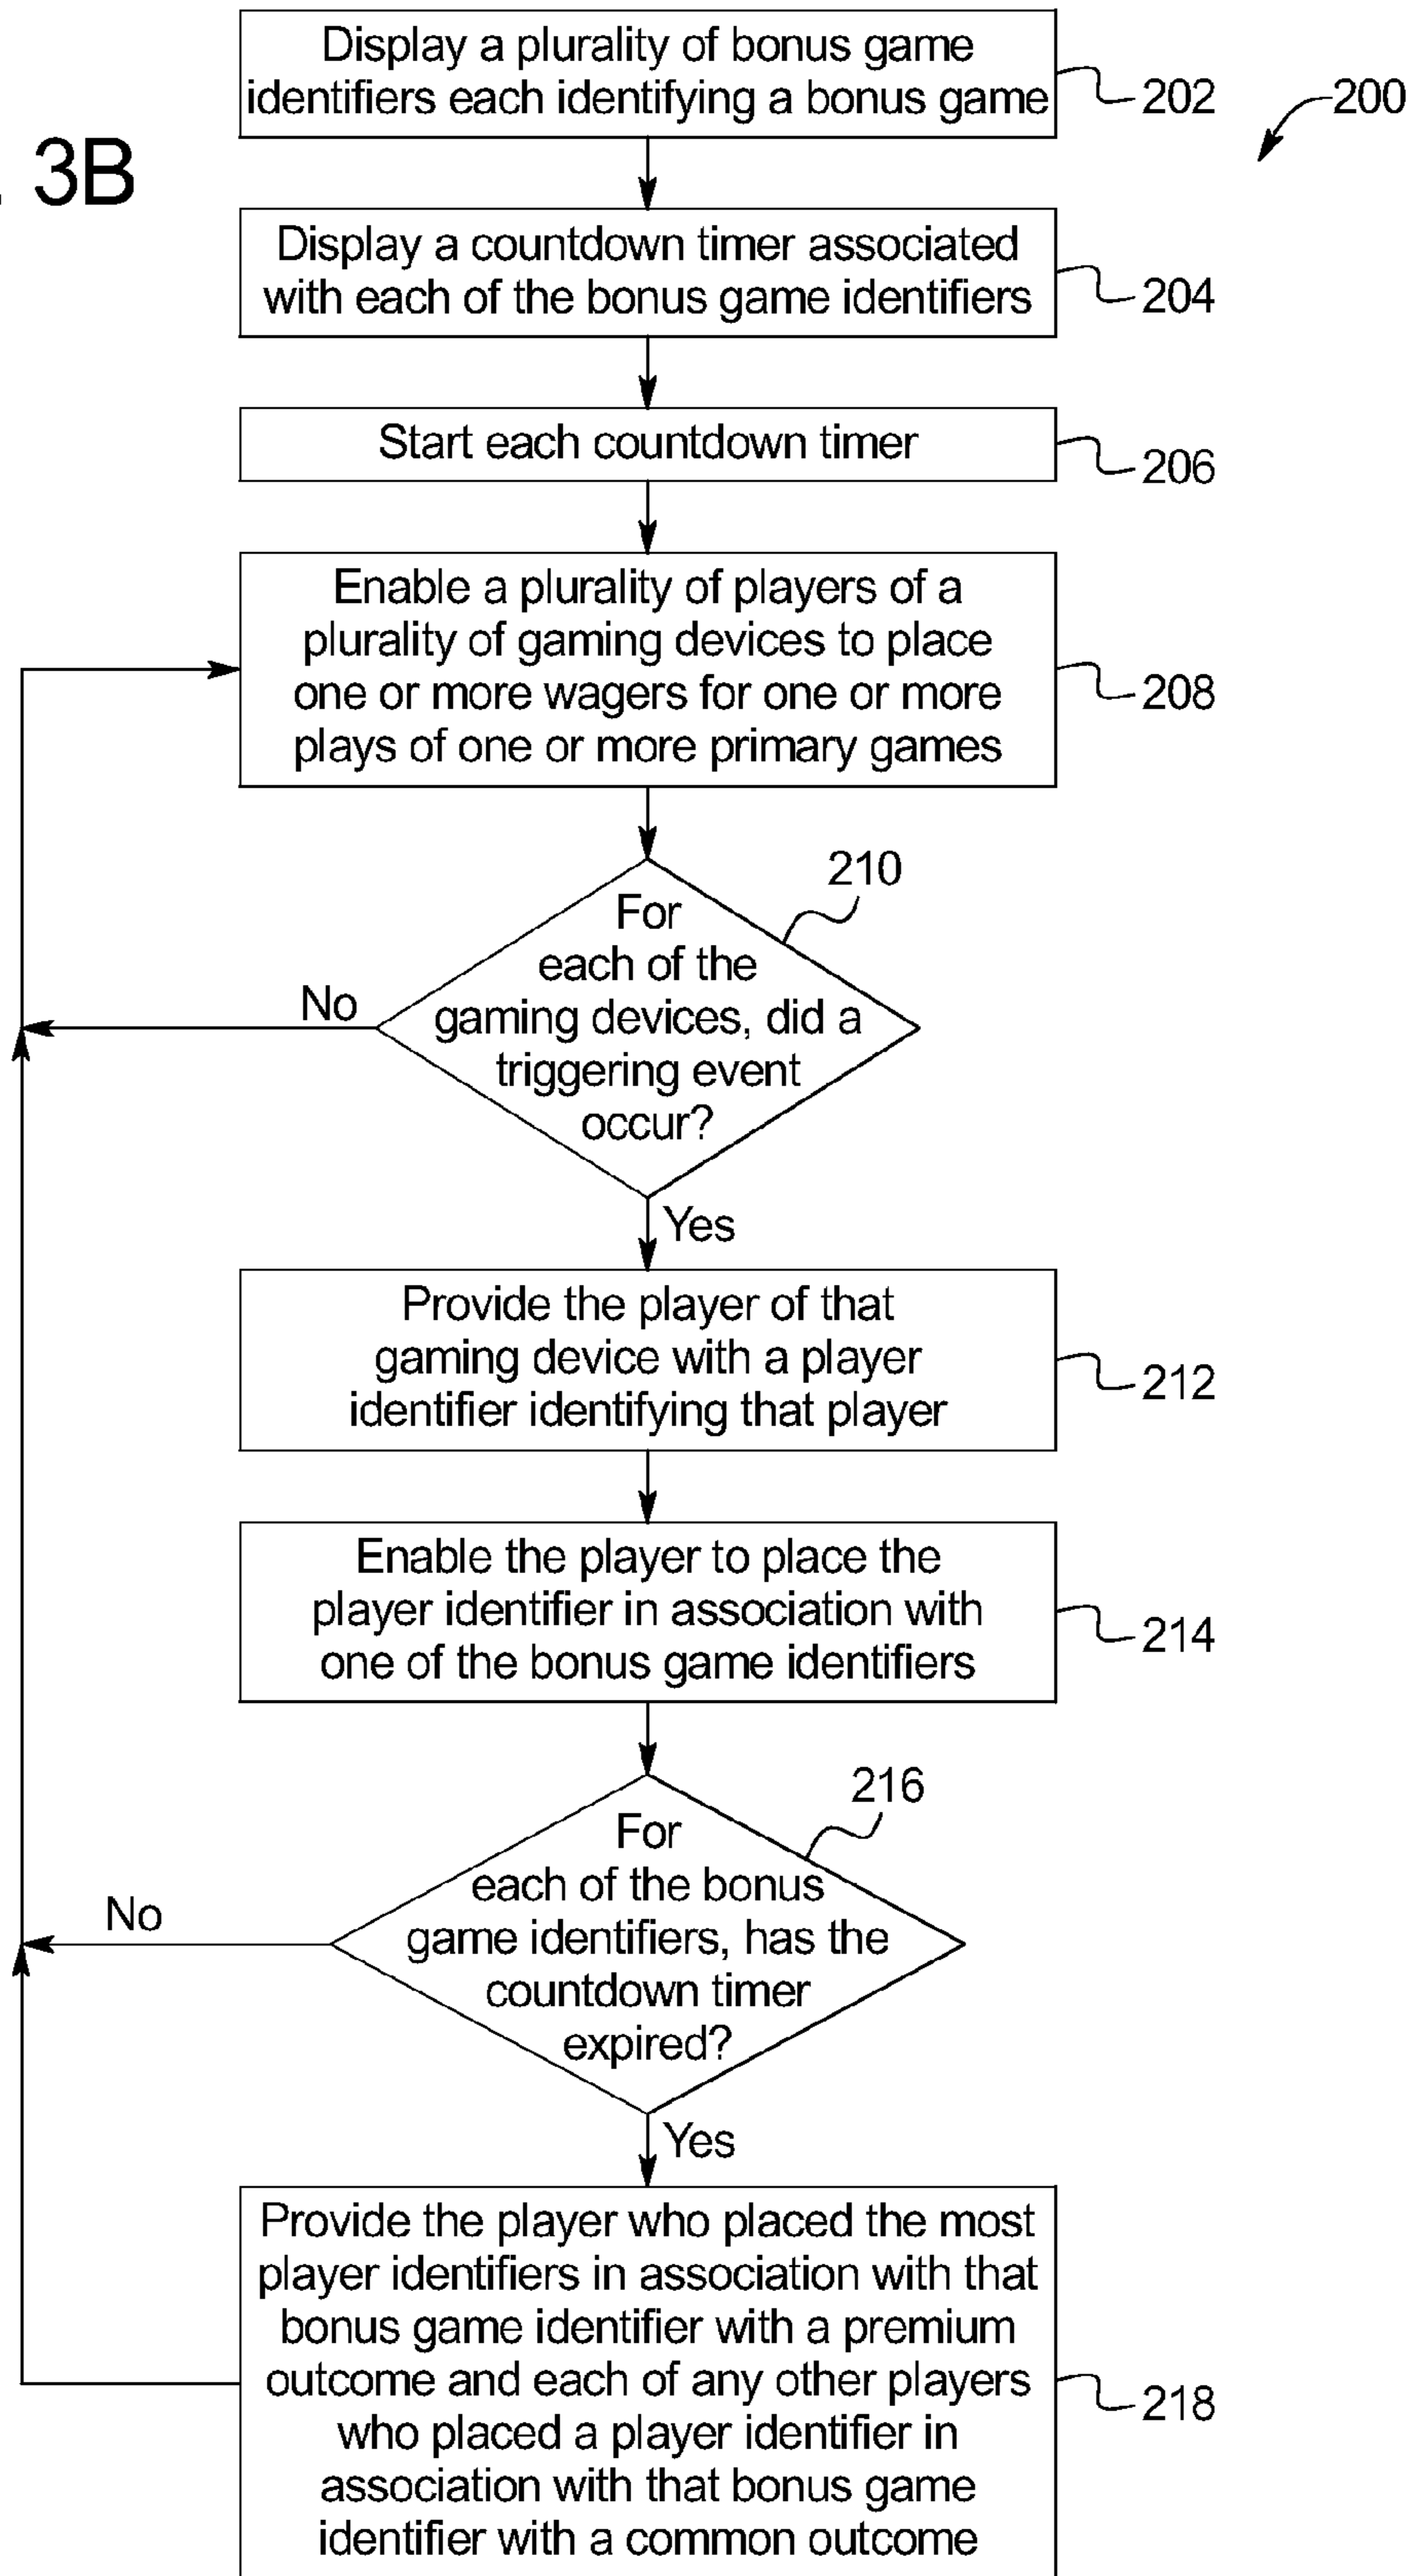 Display a plurality of bonus game
identifiers each identifying a bonus game
202
200
. 3B
Display a countdown timer associated
with each of the bonus game identifiers
204
Start each countdown timer
206
Enable a plurality of players of a
plurality of gaming devices to place
one or more wagers for one or more
plays of one or more primary games
208
210
For
each of the
gaming devices, did a
triggering event
occur?
No
Yes
Provide the player of that
gaming device with a player
identifier identifying that player
212
Enable the player to place the
player identifier in association with
one of the bonus game identifiers
214
216
For
each of the bonus
game identifiers, has the
countdown timer
expired?
No
Yes
Provide the player who placed the most
player identifiers in association with that
bonus game identifier with a premium
outcome and each of any other players
who placed a player identifier in
association with that bonus game
identifier with a common outcome
218